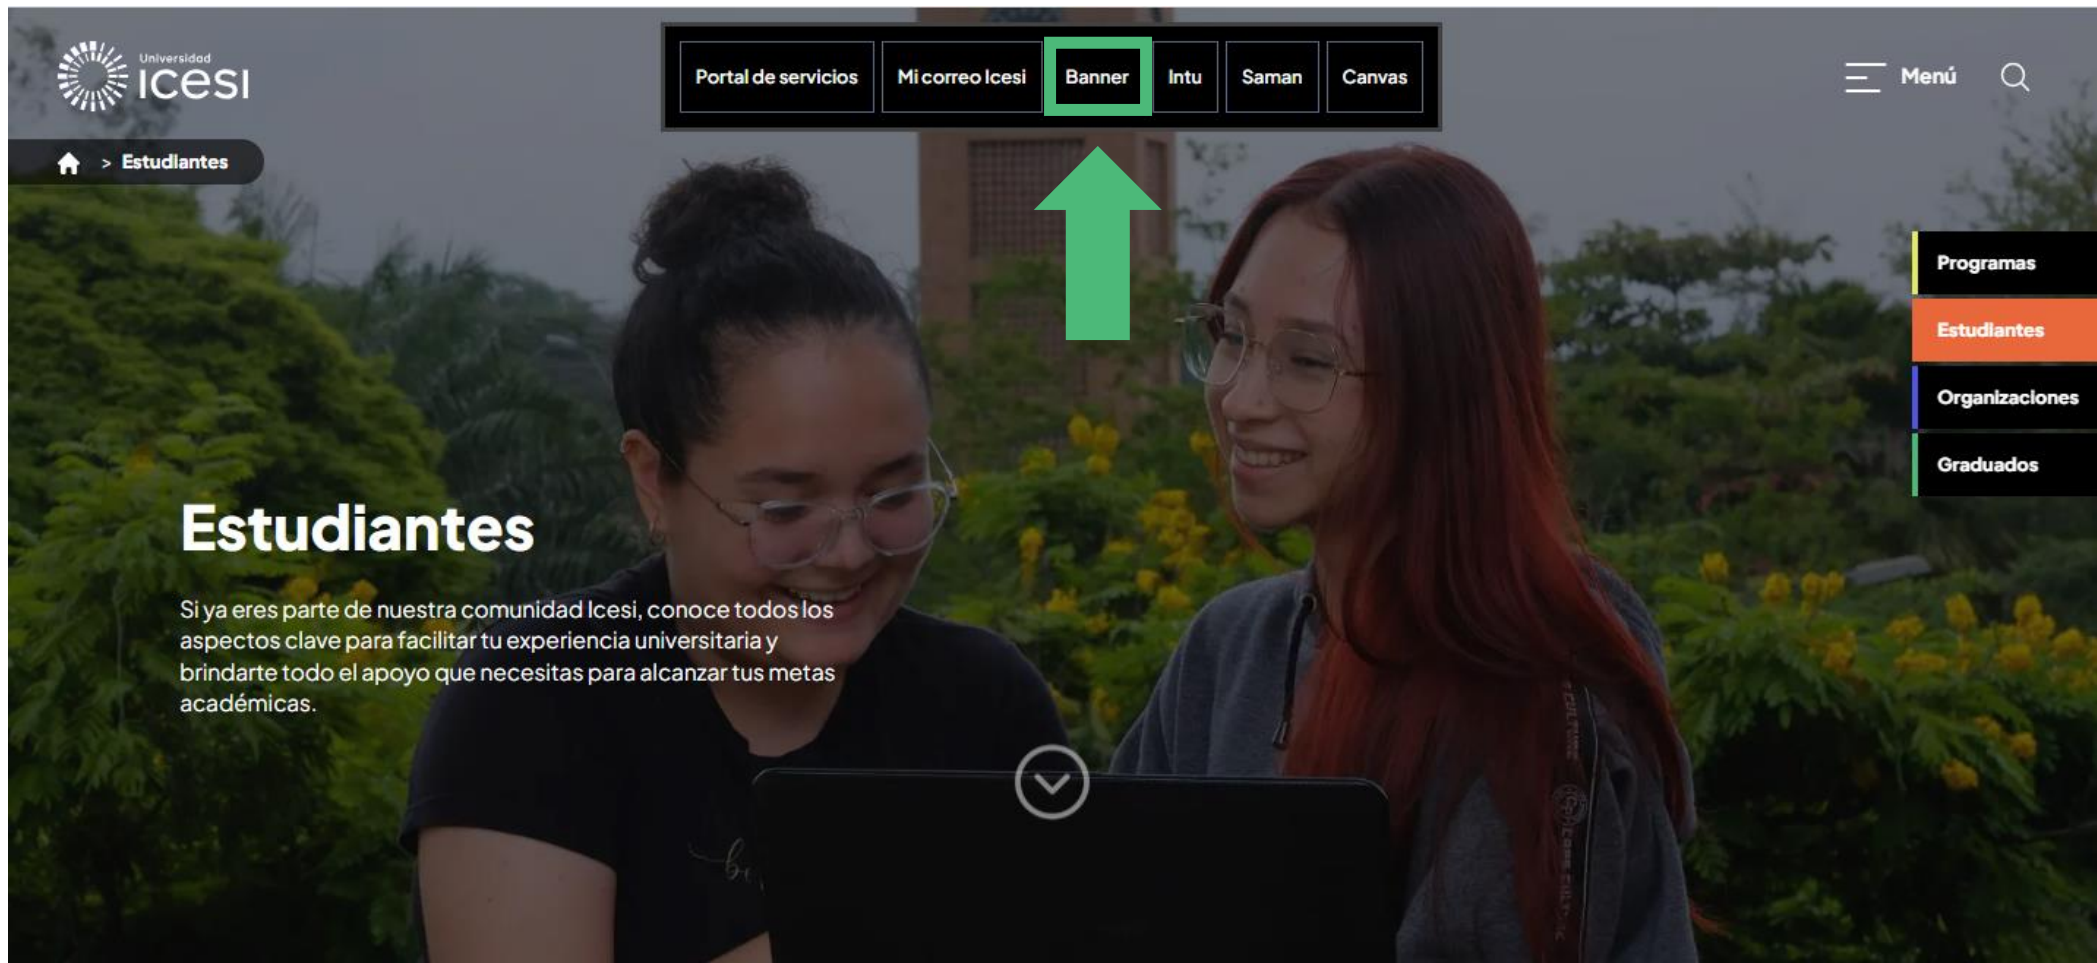 Universidad
icesi
Portal de servicios
Mi correo Icesi
Banner
Intu
Saman
Canvas
Menú
> Estudiantes
Programas
Estudiantes
Organizaciones
Graduados
Estudiantes
Si ya eres parte de nuestra comunidad Icesi, conoce todos los
aspectos clave para facilitar tu experiencia universitaria y
brindarte todo el apoyo que necesitas para alcanzar tus metas
académicas.